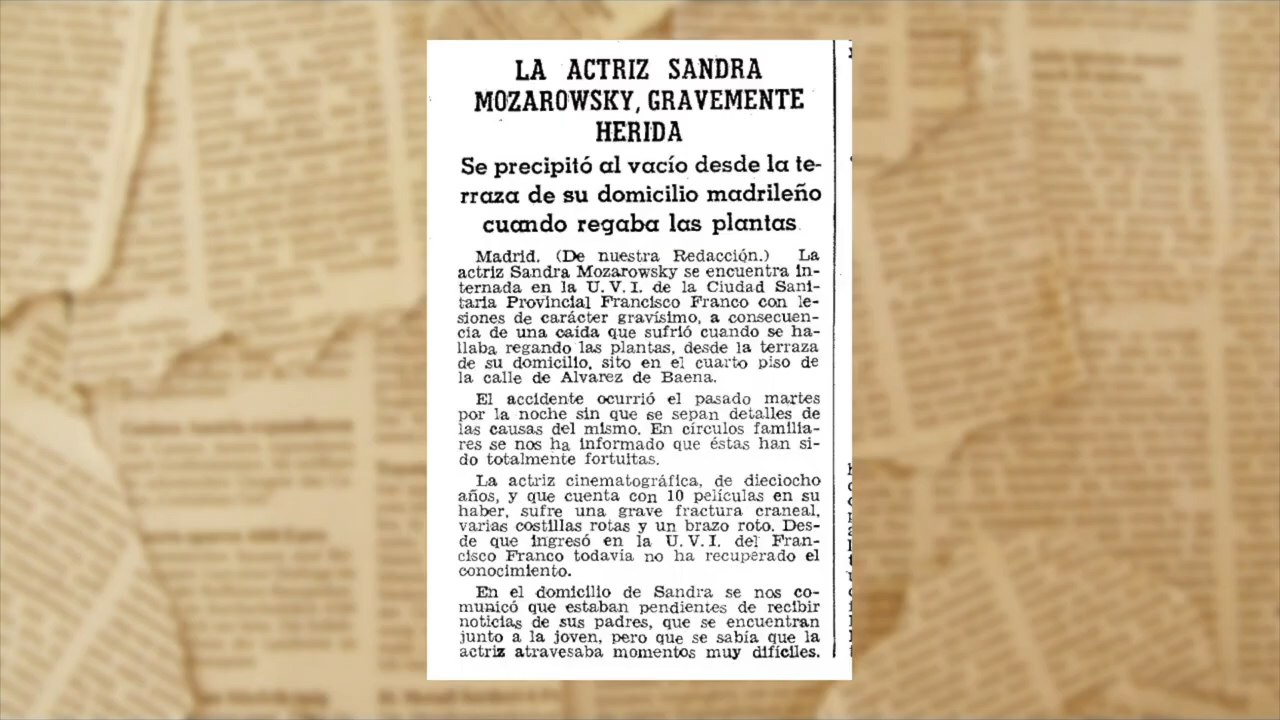 LA ACTRIZ SANDRA
MOZAROWSKY, GRAVEMENTE
HERIDA
Se precipitó al vacío desde la te-
rraza de su domicilio madrileño
cuando regaba las plantas
Madrid. (De nuestra Redacción.) La
actriz Sandra Mozarowsky se encuentra in-
ternada en la U. V. I. de la Ciudad Sani-
taria Provincial Francisco Franco con le-
siones de carácter gravísimo, a consecuen-
cia de una caída que sufrió cuando se ha-
llaba regando las plantas, desde la terraza
de su domicilio, sito en el cuarto piso de
la calle de Alvarez de Baena.
El accidente ocurrió el pasado martes
por la noche sin que se sepan detalles de
las causas del mismo. En círculos familia-
res se nos ha informado que éstas han si-
do totalmente fortuitas.
La actriz cinematográfica, de dieciocho
años, y que cuenta con 10 películas en su
haber, sufre una grave fractura craneal,
varias costillas rotas y un brazo roto. Des-
de que ingresó en la U. V. I. del Fran-
cisco Franco todavía no ha recuperado el
conocimiento.
En el domicilio de Sandra se nos co-
municó que estaban pendientes de recibir
noticias de sus padres, que se encuentran
junto a la joven, pero que se sabía que la
actriz atravesaba momentos muy difíciles.